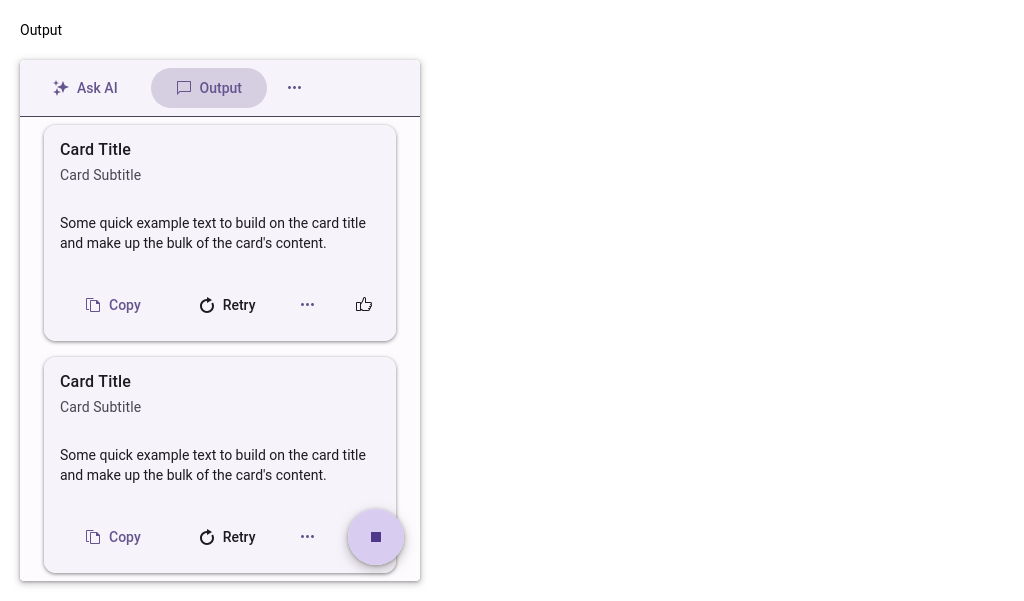 Output
Ask AI
Output
Card Title
Card Subtitle
Some quick example text to build on the card title
and make up the bulk of the card's content.
Copy
Retry
Card Title
Card Subtitle
Some quick example text to build on the card title
and make up the bulk of the card's content.
Copy
Retry